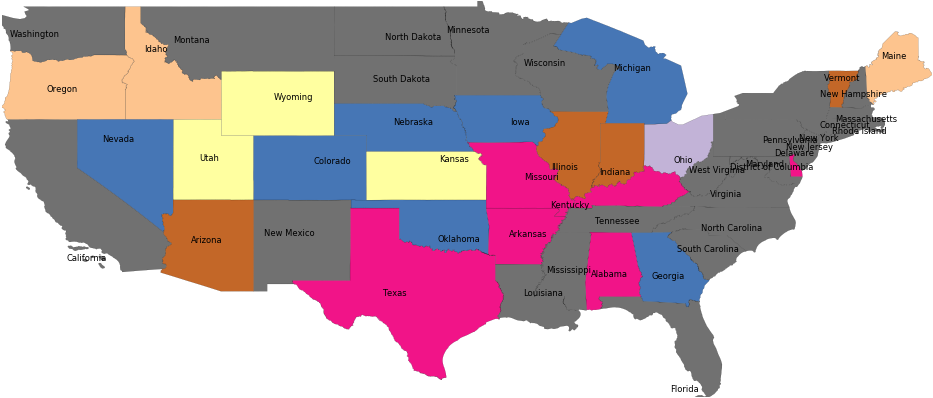 Washington
Idaho
Montana
North Dakota
Minnesota
Maine
Oregon
South Dakota
Wisconsin
Michigan
Vermont
New Hampshire
Wyoming
Nebraska
Iowa
Massachusetts
Connecticut
Rhode Island
New York
Pennsylvania
New Jersey
Nevada
Utah
Colorado
Kansas
Missouri
Illinois
Indiana
Ohio
West Virginia
Maryland
Delaware
District of Columbia
Virginia
Kentucky
Arizona
New Mexico
Oklahoma
Arkansas
Tennessee
North Carolina
South Carolina
California
Texas
Louisiana
Mississippi
Alabama
Georgia
Florida